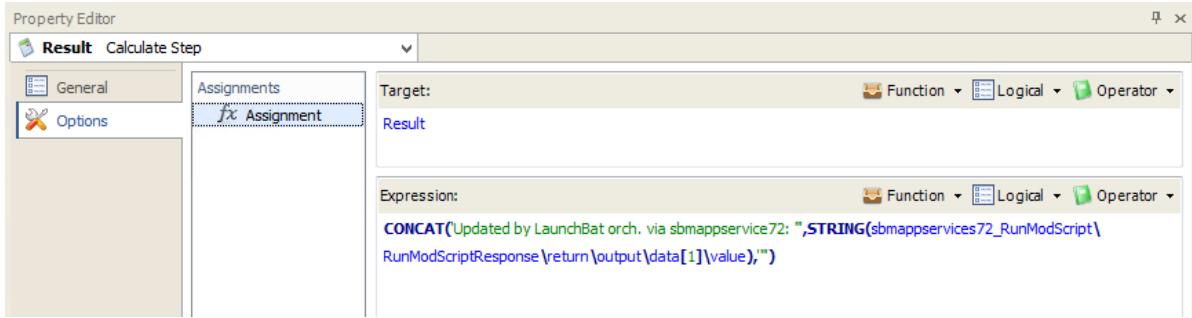 Property Editor
Result Calculate Step
General
Options
Assignments
fx Assignment
Target:
Function
Logical
Operator
Result
Expression:
Function
Logical
Operator
CONCAT('Updated by LaunchBat orch. via sbmappservice72: "',STRING(sbmappservices72_RunModScript\
RunModScriptResponse\return\output\data[1]\value),'"')